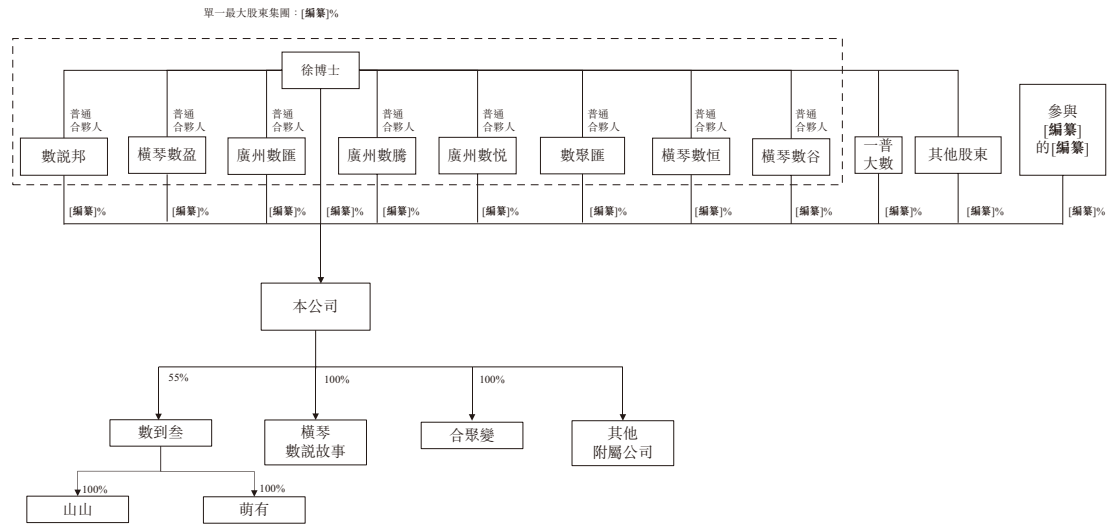 單一最大股東集團：[編纂]%
徐博士
普通
合夥人
普通
合夥人
普通
合夥人
普通
合夥人
普通
合夥人
普通
合夥人
普通
合夥人
普通
合夥人
數説邦
橫琴數盈
廣州數匯
廣州數騰
廣州數悦
數聚匯
橫琴數恒
橫琴數谷
一普
大數
其他股東
參與
[編纂]
的[編纂]
[編纂]%
[編纂]%
[編纂]%
[編纂]%
[編纂]%
[編纂]%
[編纂]%
[編纂]%
[編纂]%
[編纂]%
[編纂]%
[編纂]%
本公司
55%
100%
100%
數到叁
橫琴
數説故事
合聚變
其他
附屬公司
100%
100%
山山
萌有